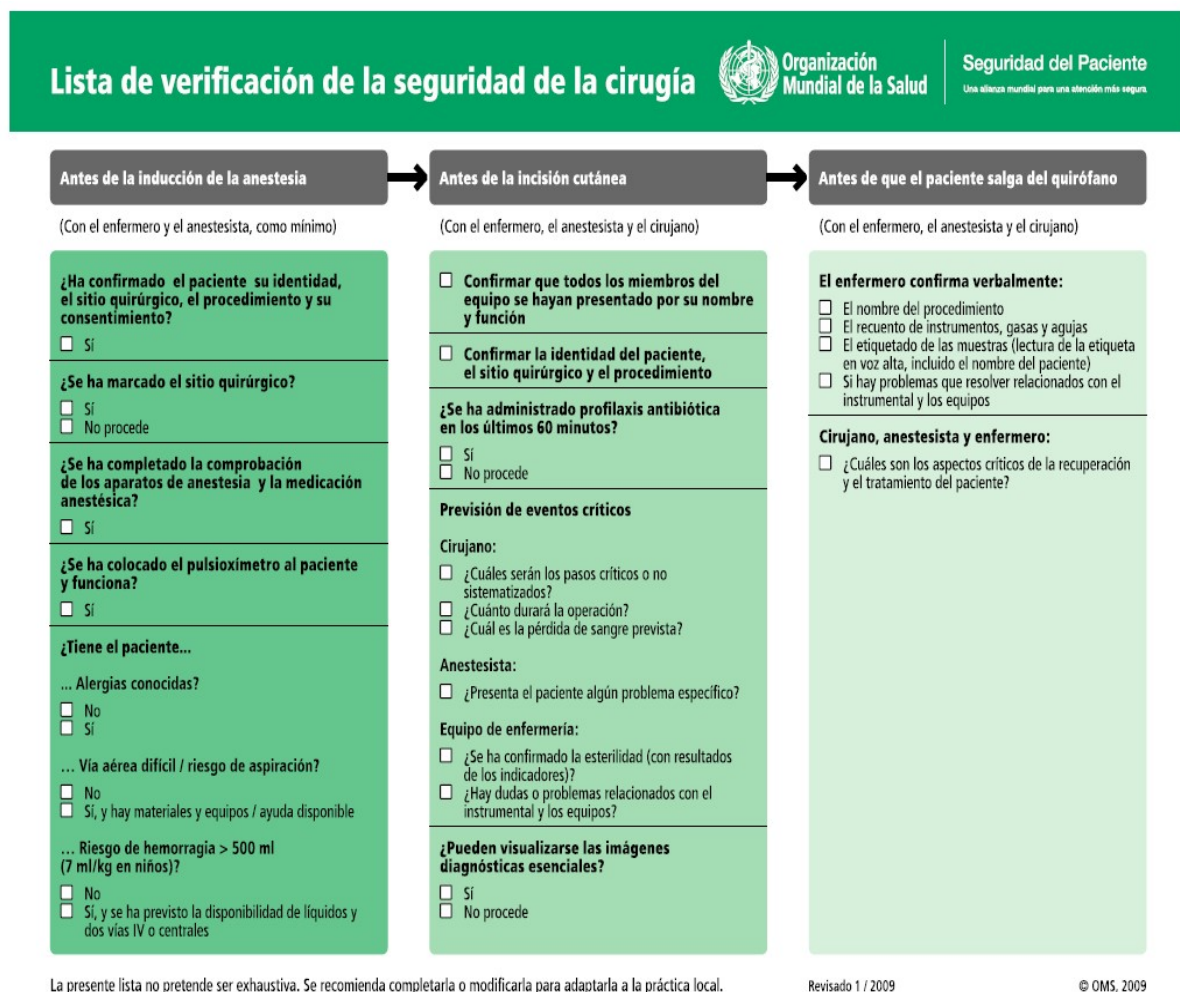 Lista de verificación de la seguridad de la cirugía
Organización
Mundial de la Salud
Seguridad del Paciente
Una alianza mundial para una atención más segura
Antes de la inducción de la anestesia
(Con el enfermero y el anestesista, como mínimo)
¿Ha confirmado el paciente su identidad,
el sitio quirúrgico, el procedimiento y su
consentimiento?
Sí
¿Se ha marcado el sitio quirúrgico?
Sí
No procede
¿Se ha completado la comprobación
de los aparatos de anestesia y la medicación
anestésica?
Sí
¿Se ha colocado el pulsioxímetro al paciente
y funciona?
Sí
¿Tiene el paciente...
... Alergias conocidas?
No
Sí
... Vía aérea difícil / riesgo de aspiración?
No
Sí, y hay materiales y equipos / ayuda disponible
... Riesgo de hemorragia > 500 ml
(7 ml/kg en niños)?
No
Sí, y se ha previsto la disponibilidad de líquidos y
dos vías IV o centrales
Antes de la incisión cutánea
(Con el enfermero, el anestesista y el cirujano)
Confirmar que todos los miembros del
equipo se hayan presentado por su nombre
y función
Confirmar la identidad del paciente,
el sitio quirúrgico y el procedimiento
¿Se ha administrado profilaxis antibiótica
en los últimos 60 minutos?
Sí
No procede
Previsión de eventos críticos
Cirujano:
¿Cuáles serán los pasos críticos o no
sistematizados?
¿Cuánto durará la operación?
¿Cuál es la pérdida de sangre prevista?
Anestesista:
¿Presenta el paciente algún problema específico?
Equipo de enfermería:
¿Se ha confirmado la esterilidad (con resultados
de los indicadores)?
¿Hay dudas o problemas relacionados con el
instrumental y los equipos?
¿Pueden visualizarse las imágenes
diagnósticas esenciales?
Sí
No procede
Antes de que el paciente salga del quirófano
(Con el enfermero, el anestesista y el cirujano)
El enfermero confirma verbalmente:
El nombre del procedimiento
El recuento de instrumentos, gasas y agujas
El etiquetado de las muestras (lectura de la etiqueta
en voz alta, incluido el nombre del paciente)
Si hay problemas que resolver relacionados con el
instrumental y los equipos
Cirujano, anestesista y enfermero:
¿Cuáles son los aspectos críticos de la recuperación
y el tratamiento del paciente?
La presente lista no pretende ser exhaustiva. Se recomienda completarla o modificarla para adaptarla a la práctica local.
Revisado 1 / 2009
© OMS, 2009